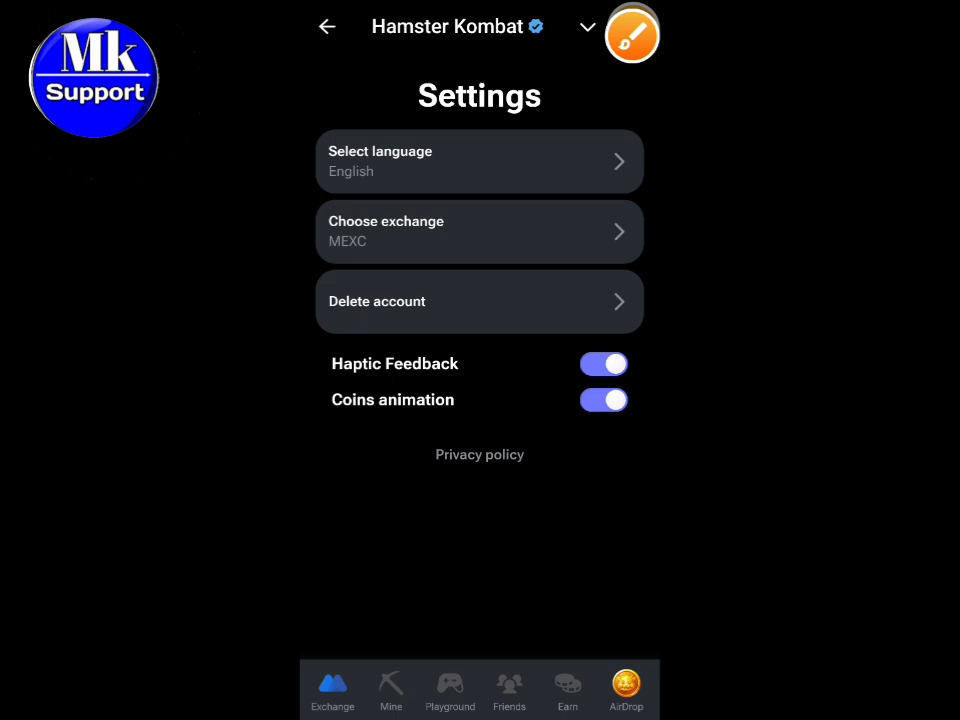 Mk
Support
Hamster Kombat
Settings
Select language
English
Choose exchange
MEXC
Delete account
Haptic Feedback
Coins animation
Privacy policy
Exchange
Mine
Playground
Friends
Earn
AirDrop